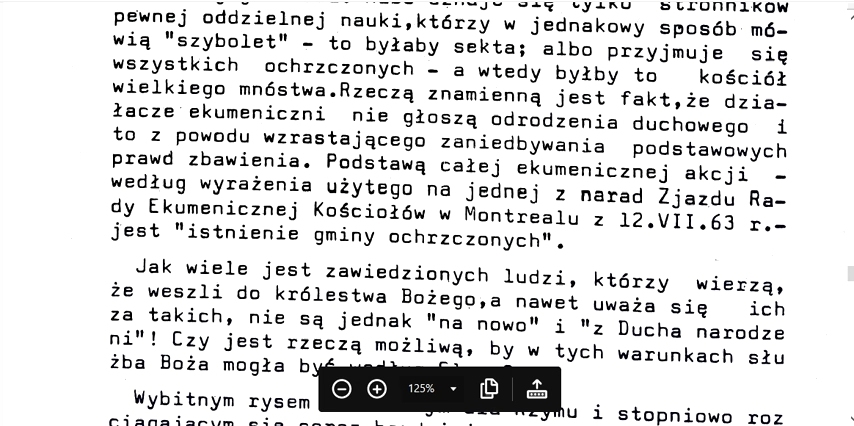 się tylko stronników
pewnej oddzielnej nauki,którzy w jednakowy sposób mó-
wią "szybolet" - to byłaby sekta; albo przyjmuje się
wszystkich ochrzczonych - a wtedy byłby to kościół
wielkiego mnóstwa.Rzeczą znamienną jest fakt,że dzia-
łacze ekumeniczni nie głoszą odrodzenia duchowego i
to z powodu wzrastającego zaniedbywania podstawowych
prawd zbawienia. Podstawą całej ekumenicznej akcji -
według wyrażenia użytego na jednej z narad Zjazdu Ra-
dy Ekumenicznej Kościołów w Montrealu z 12.VII.63 r.-
jest "istnienie gminy ochrzczonych".
Jak wiele jest zawiedzionych ludzi, którzy wierzą,
że weszli do królestwa Bożego,a nawet uważa się ich
za takich, nie są jednak "na nowo" i "z Ducha narodze
ni"! Czy jest rzeczą możliwą, by w tych warunkach słu
żba Boża mogła być
125%
Wybitnym rysem dla Rzymu i stopniowo roz